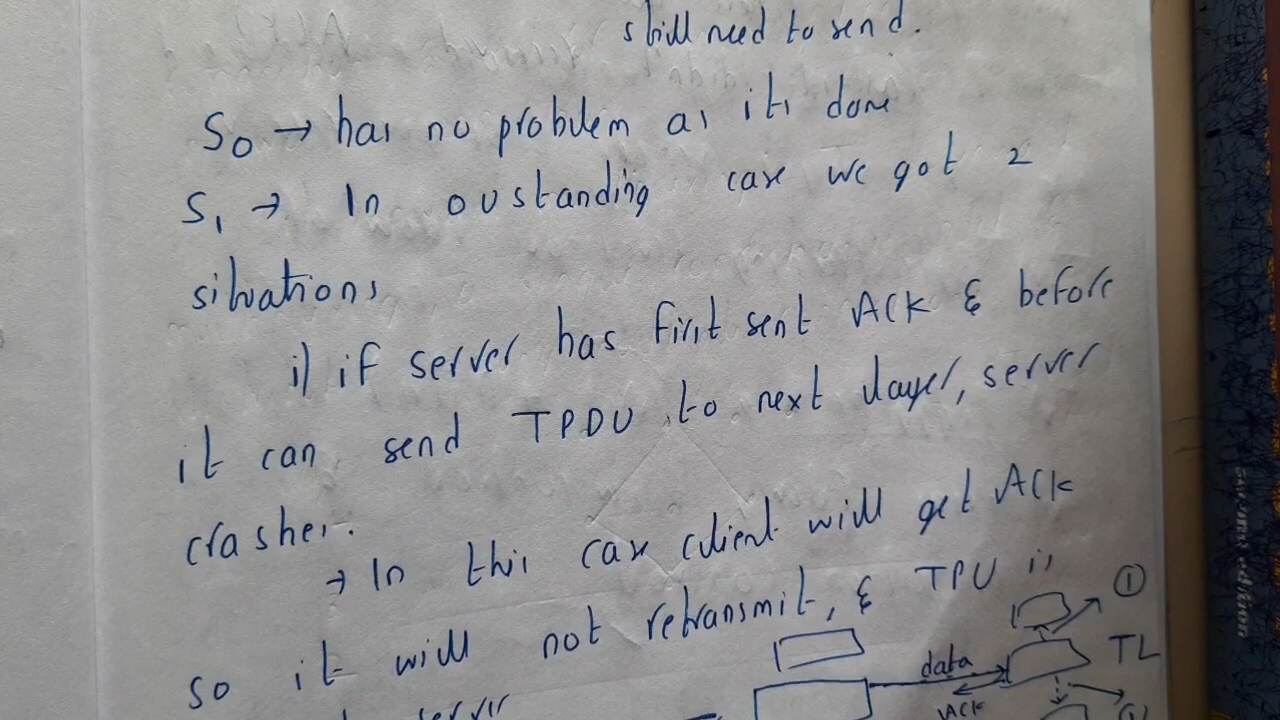 still need to send.
S0 → has no problem as its done
S1 → In oustanding case we got 2
situations
i) if server has first sent ACK & before
it can send TPDU to next layer, server
crashes.
→ In this case client will get ACK
so it will not retransmit, & TPU is
①
TL
data
ACK
server